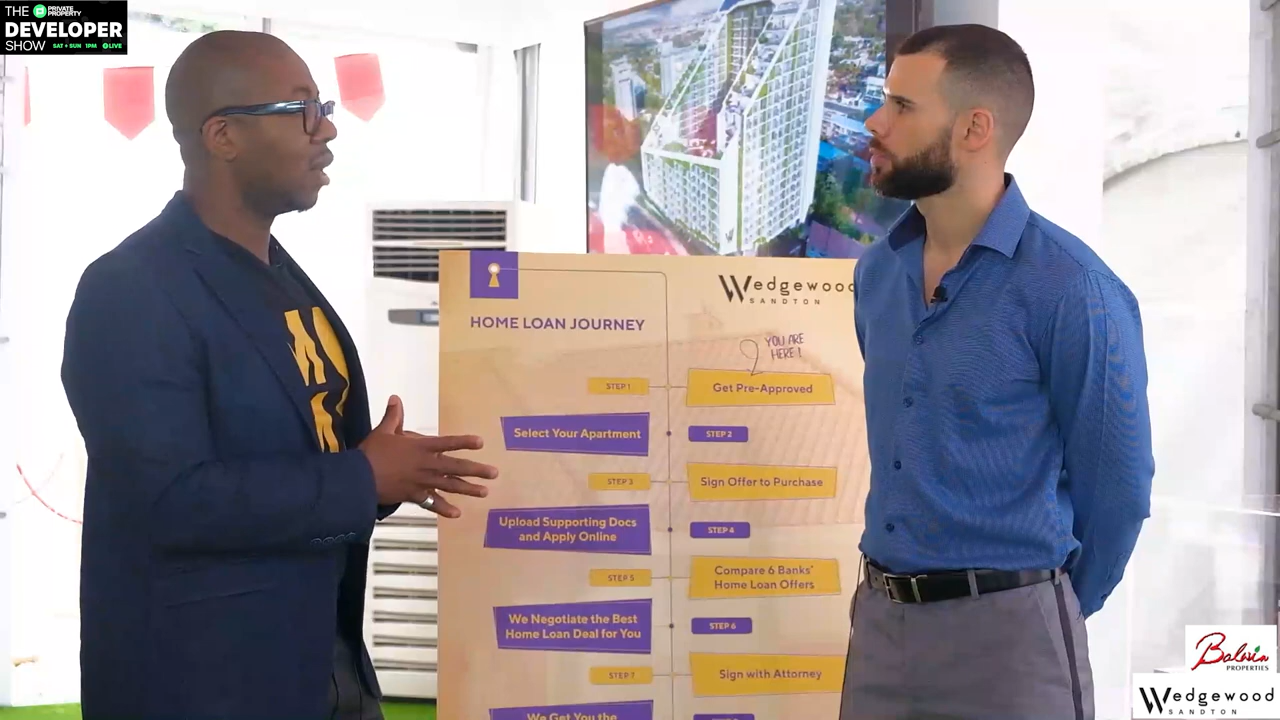 THE PRIVATE PROPERTY
DEVELOPER
SHOW SAT + SUN 1PM LIVE
Wedgewood
SANDTON
HOME LOAN JOURNEY
YOU ARE
HERE!
STEP 1
Get Pre-Approved
Select Your Apartment
STEP 2
STEP 3
Sign Offer to Purchase
Upload Supporting Docs
and Apply Online
STEP 4
STEP 5
Compare 6 Banks'
Home Loan Offers
We Negotiate the Best
Home Loan Deal for You
STEP 6
STEP 7
Sign with Attorney
We Get You the
Balwin
PROPERTIES
Wedgewood
SANDTON